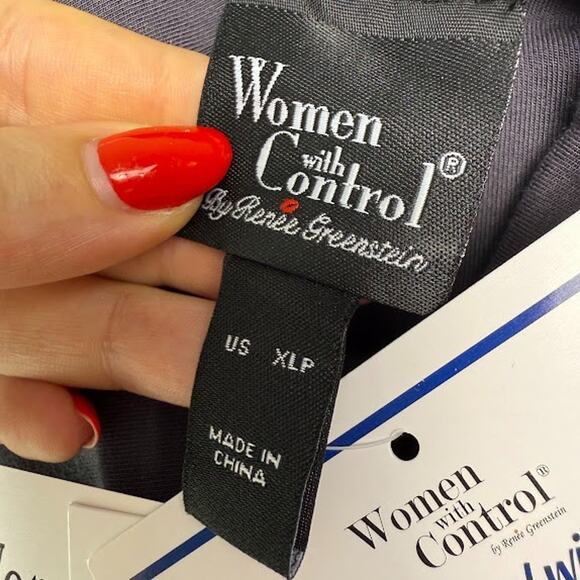 Women
with
Control®
By Renée Greenstein
US XLP
MADE IN
CHINA
Women
with
Control®
by Renée Greenstein